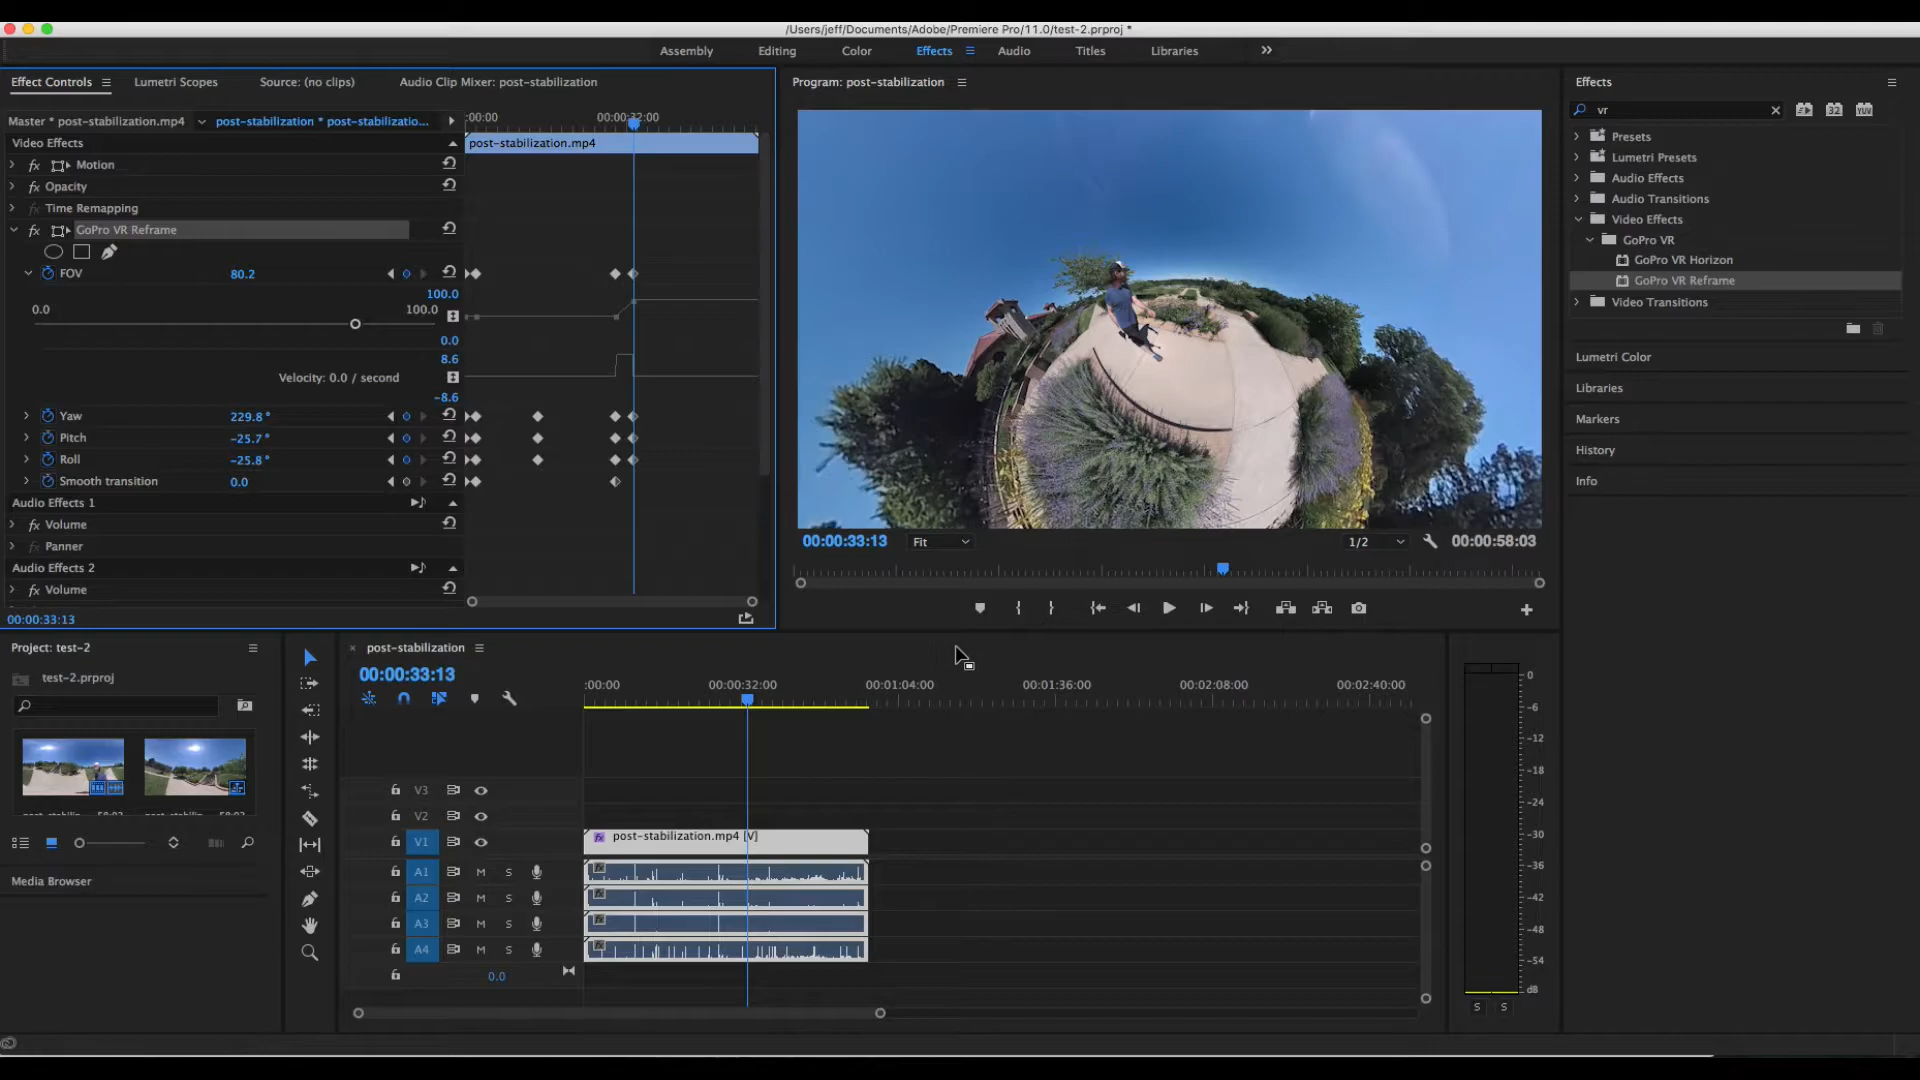 /Users/jeff/Documents/Adobe/Premiere Pro/11.0/test-2.prproj *
Assembly
Editing
Color
Effects
Audio
Titles
Libraries
Effect Controls
Lumetri Scopes
Source: (no clips)
Audio Clip Mixer: post-stabilization
Master * post-stabilization.mp4
post-stabilization * post-stabilizatio...
:00:00
00:00:32:00
Video Effects
post-stabilization.mp4
fx Motion
fx Opacity
fx Time Remapping
fx GoPro VR Reframe
FOV
80.2
100.0
0.0
100.0
0.0
8.6
Velocity: 0.0 / second
-8.6
Yaw
229.8 °
Pitch
-25.7 °
Roll
-25.8 °
Smooth transition
0.0
Audio Effects 1
fx Volume
fx Panner
Audio Effects 2
fx Volume
00:00:33:13
Program: post-stabilization
00:00:33:13
Fit
1/2
00:00:58:03
Effects
vr
32
YUV
Presets
Lumetri Presets
Audio Effects
Audio Transitions
Video Effects
GoPro VR
GoPro VR Horizon
GoPro VR Reframe
Video Transitions
Lumetri Color
Libraries
Markers
History
Info
Project: test-2
test-2.prproj
Media Browser
post-stabilization
00:00:33:13
:00:00
00:00:32:00
00:01:04:00
00:01:36:00
00:02:08:00
00:02:40:00
V3
V2
V1
fx post-stabilization.mp4 [V]
A1 M S
A2 M S
A3 M S
A4 M S
0.0
0
-6
-12
-18
-24
-30
-36
-42
-48
-54
dB
S S